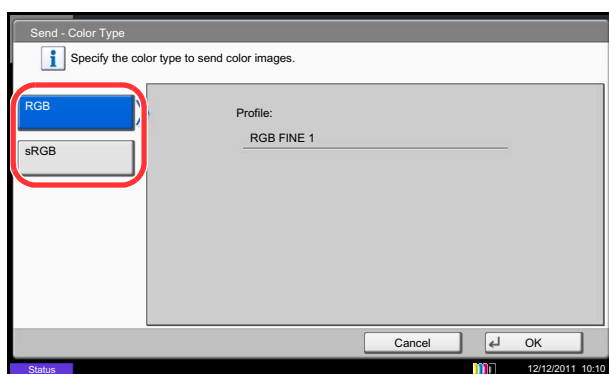 Send - Color Type
Specify the color type to send color images.
RGB
Profile:
RGB FINE 1
sRGB
Cancel
OK
Status
12/12/2011 10:10